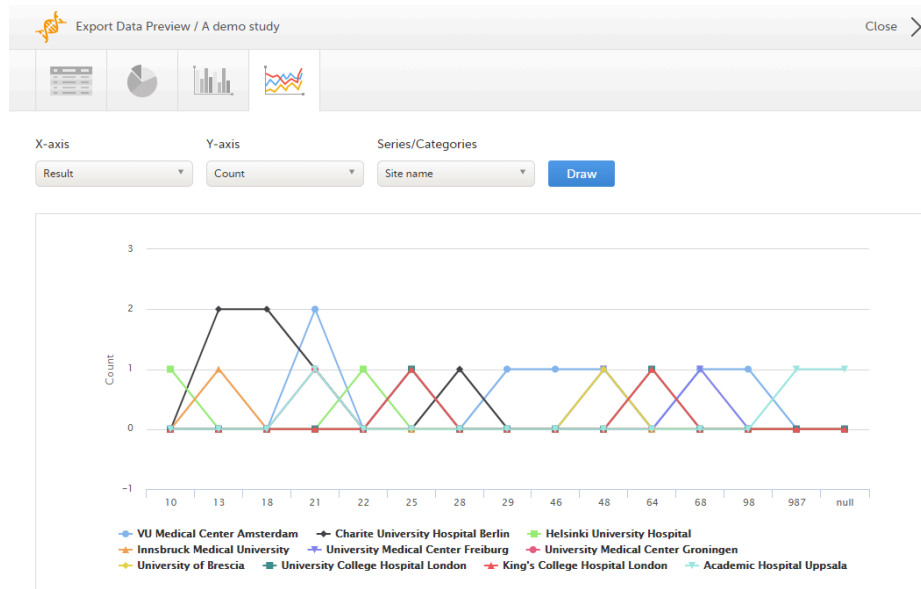 Export Data Preview / A demo study
Close
X-axis Y-axis Series/Categories
Result Count Site name Draw
3
2
1
0
-1
Count
10 13 18 21 22 25 28 29 46 48 64 68 98 987 null
VU Medical Center Amsterdam Charite University Hospital Berlin Helsinki University Hospital
Innsbruck Medical University University Medical Center Freiburg University Medical Center Groningen
University of Brescia University College Hospital London King's College Hospital London Academic Hospital Uppsala